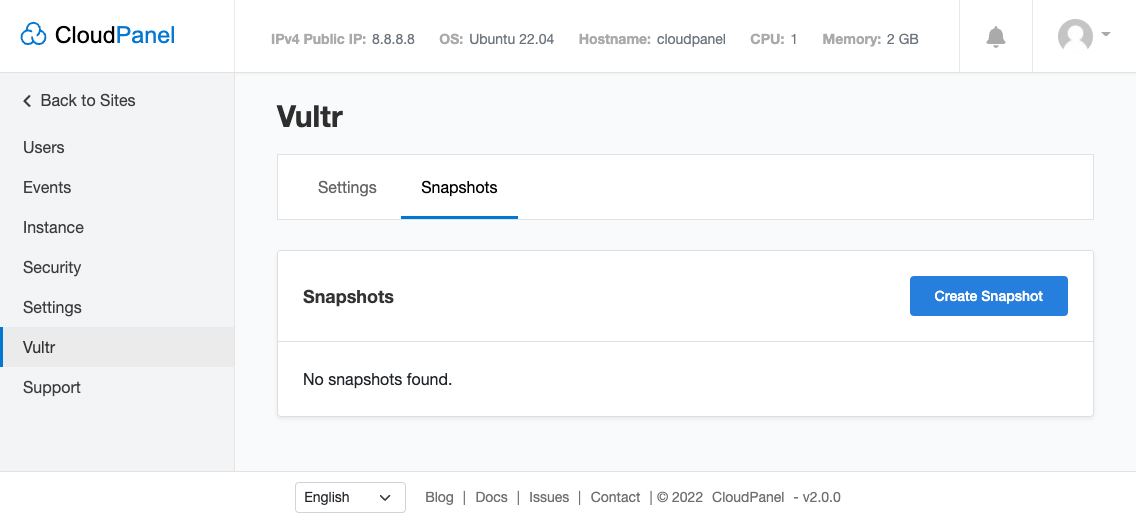 CloudPanel
IPv4 Public IP: 8.8.8.8 OS: Ubuntu 22.04 Hostname: cloudpanel CPU: 1 Memory: 2 GB
Back to Sites
Users
Events
Instance
Security
Settings
Vultr
Support
Vultr
Settings Snapshots
Snapshots
Create Snapshot
No snapshots found.
English Blog | Docs | Issues | Contact | © 2022 CloudPanel - v2.0.0